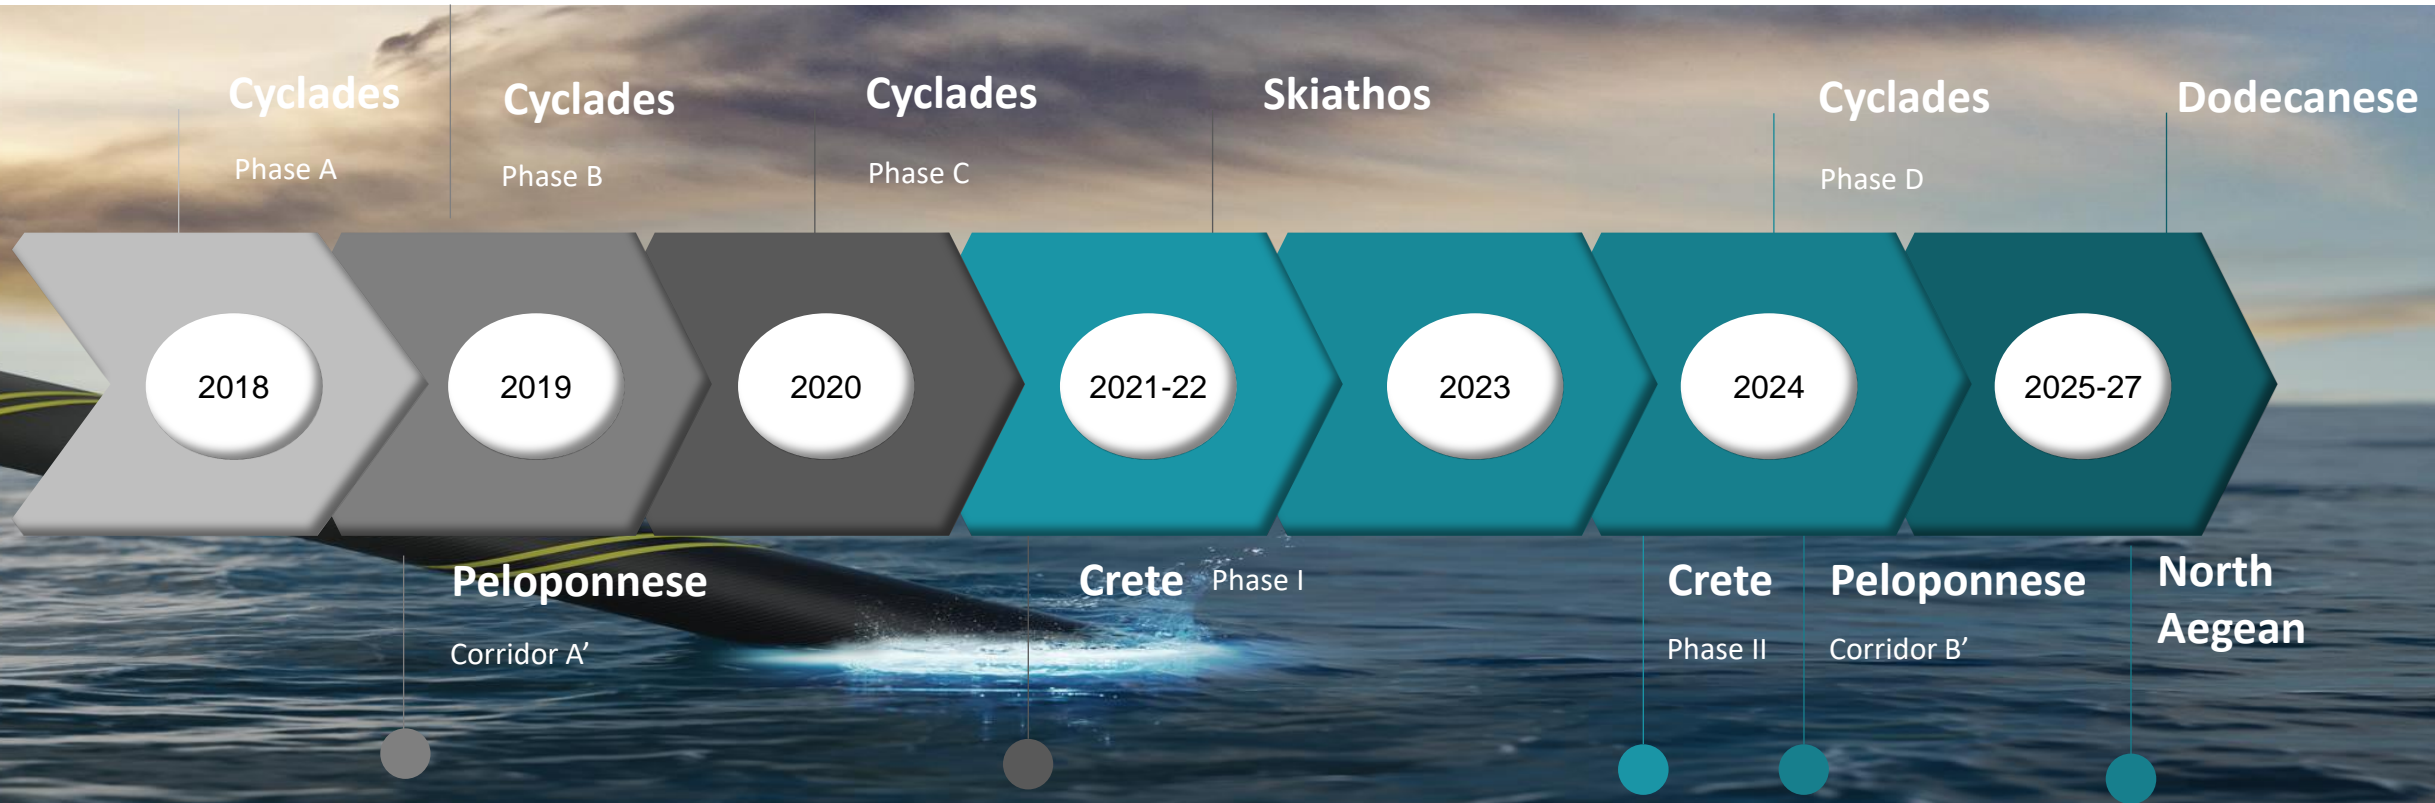 Cyclades
Phase A
Cyclades
Phase B
Cyclades
Phase C
Skiathos
Cyclades
Phase D
Dodecanese
2018
2019
2020
2021-22
2023
2024
2025-27
Peloponnese
Corridor A’
Crete Phase I
Crete
Phase II
Peloponnese
Corridor B’
North
Aegean